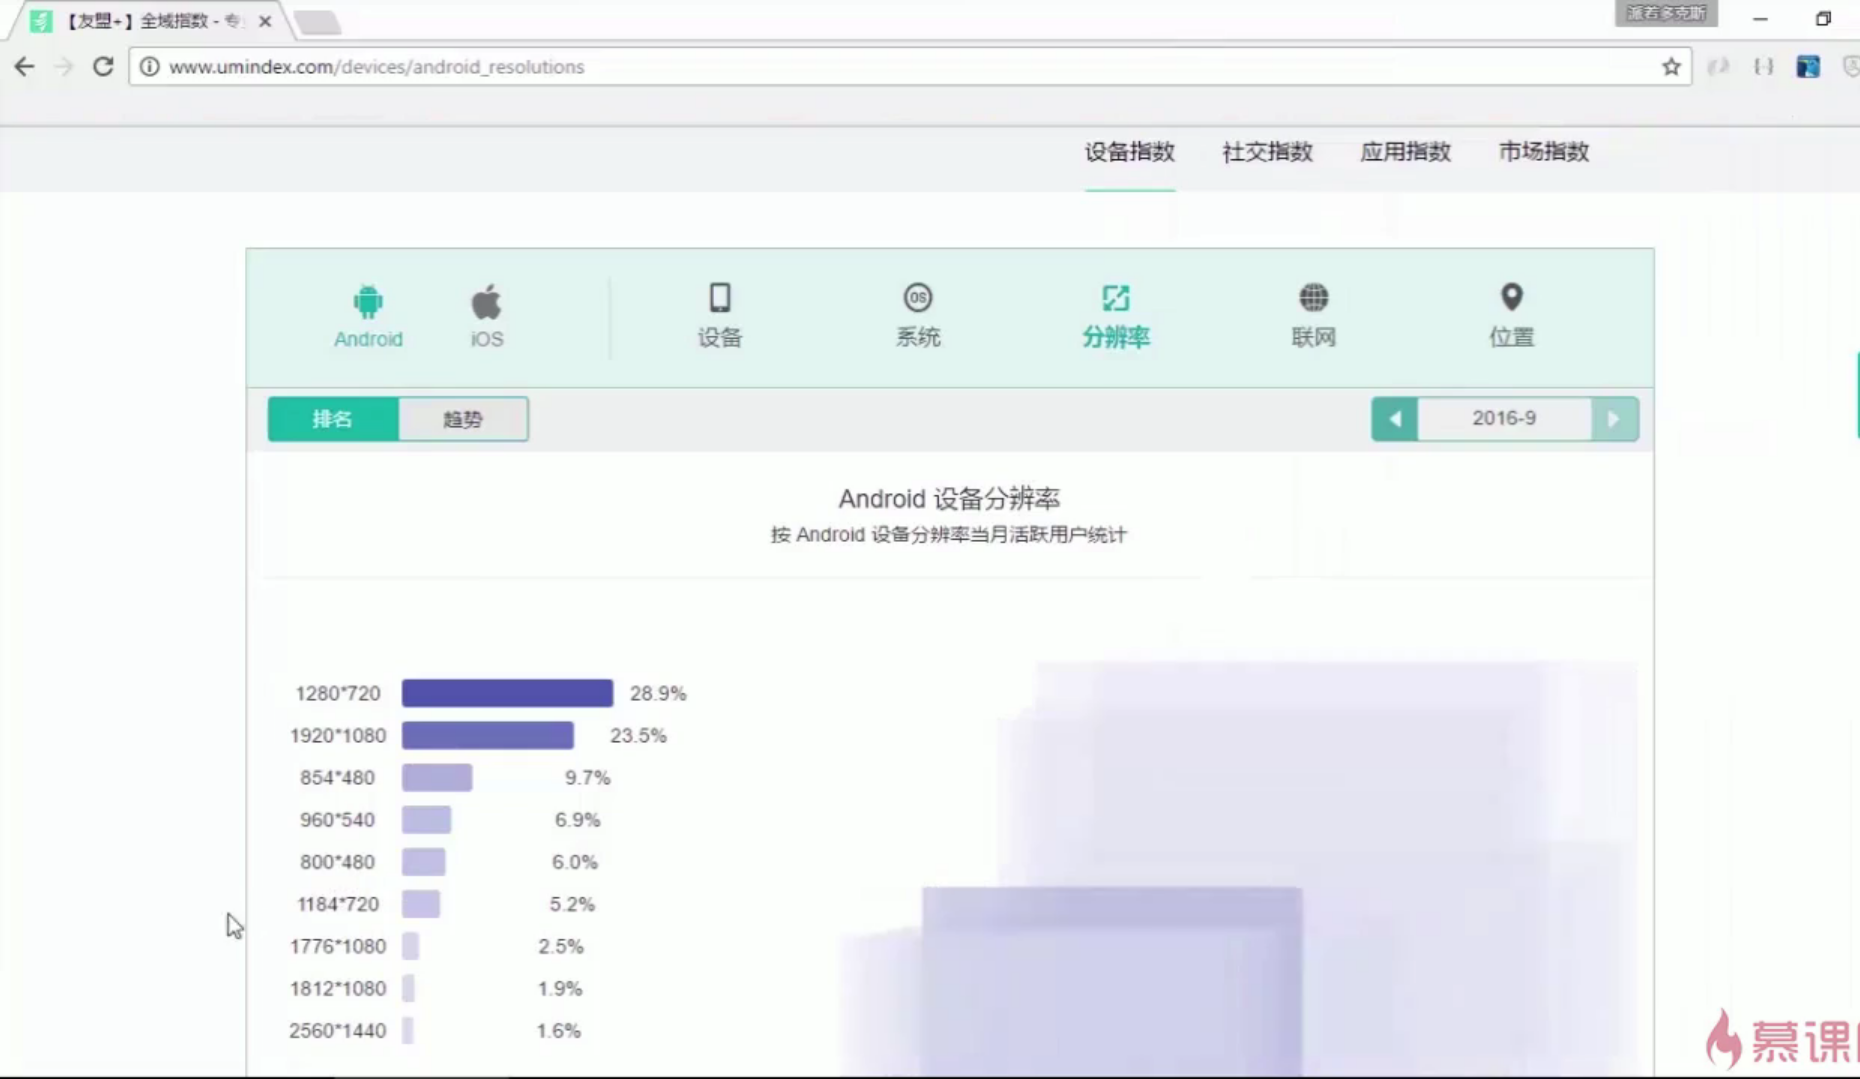 【友盟+】全域指数 - 专
派若多克斯
www.umindex.com/devices/android_resolutions
设备指数 社交指数 应用指数 市场指数
Android iOS 设备 系统 分辨率 联网 位置
排名 趋势 2016-9
Android 设备分辨率
按 Android 设备分辨率当月活跃用户统计
1280*720 28.9%
1920*1080 23.5%
854*480 9.7%
960*540 6.9%
800*480 6.0%
1184*720 5.2%
1776*1080 2.5%
1812*1080 1.9%
2560*1440 1.6%
慕课